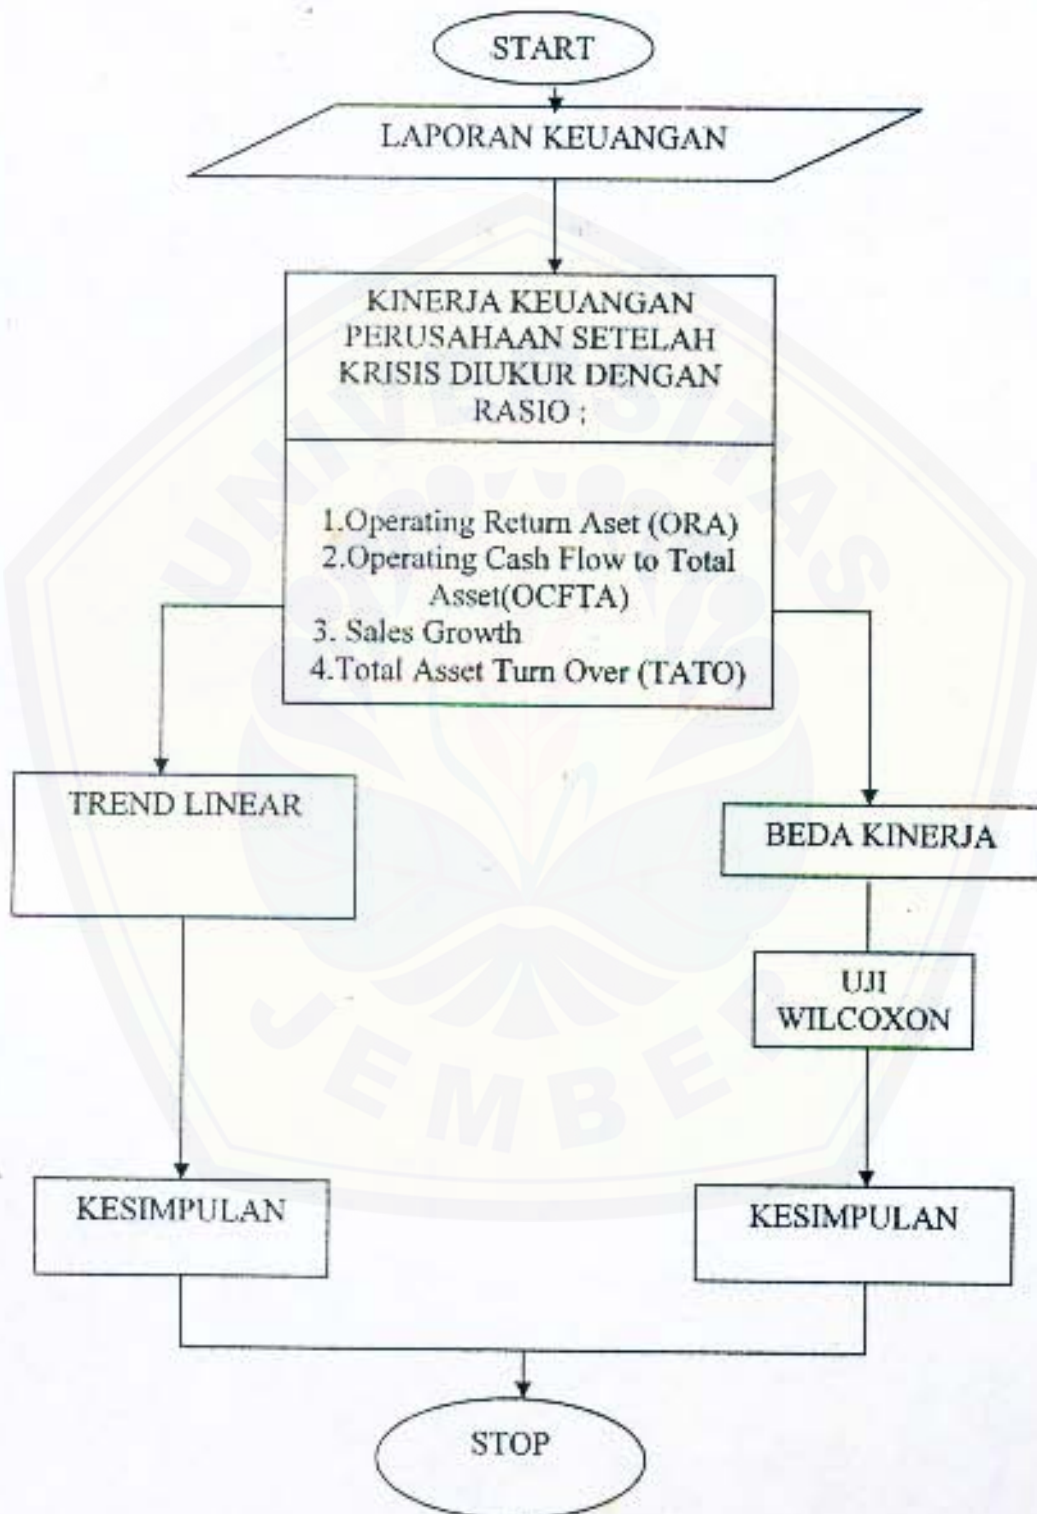 START
LAPORAN KEUANGAN
KINERJA KEUANGAN
PERUSAHAAN SETELAH
KRISIS DIUKUR DENGAN
RASIO :
1.Operating Return Aset (ORA)
2.Operating Cash Flow to Total
Asset(OCFTA)
3. Sales Growth
4.Total Asset Turn Over (TATO)
TREND LINEAR
BEDA KINERJA
UJI
WILCOXON
KESIMPULAN
KESIMPULAN
STOP
UNIVERSITAS
JEMBER